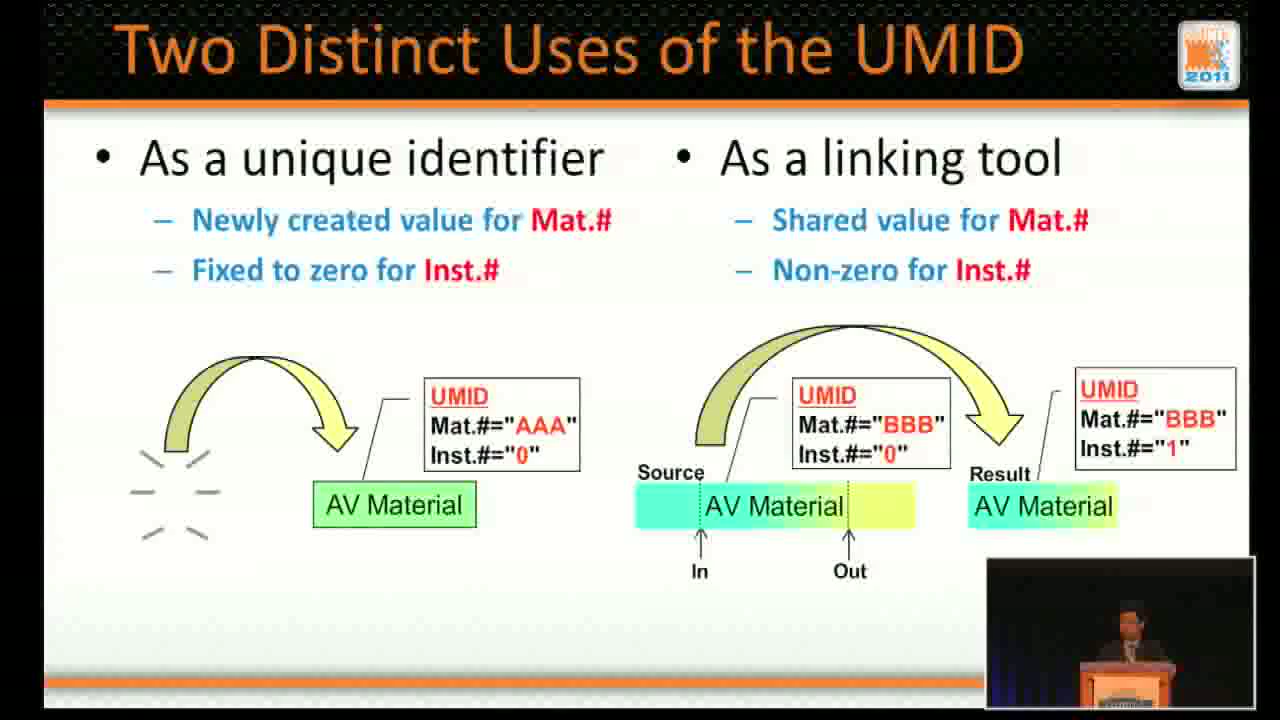 Two Distinct Uses of the UMID
2011
• As a unique identifier
– Newly created value for Mat.#
– Fixed to zero for Inst.#
• As a linking tool
– Shared value for Mat.#
– Non-zero for Inst.#
UMID
Mat.#="AAA"
Inst.#="0"
AV Material
UMID
Mat.#="BBB"
Inst.#="0"
Source
AV Material
In
Out
UMID
Mat.#="BBB"
Inst.#="1"
Result
AV Material